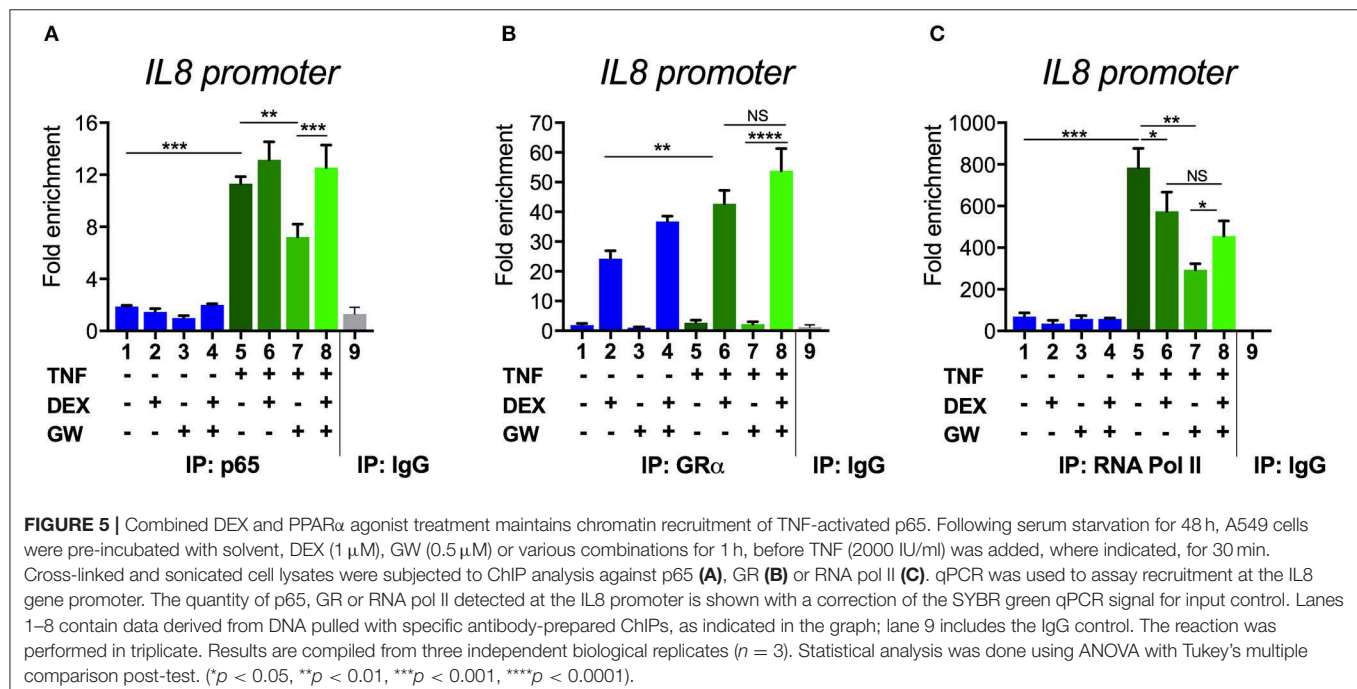 A
IL8 promoter
Fold enrichment
16
12
8
4
0
***
**
***
1 2 3 4 5 6 7 8 9
TNF - - - - + + + +
DEX - + - + - + - +
GW - - + + - - + +
IP: p65 IP: IgG
B
IL8 promoter
Fold enrichment
70
60
50
40
30
20
10
0
**
NS
****
1 2 3 4 5 6 7 8 9
TNF - - - - + + + +
DEX - + - + - + - +
GW - - + + - - + +
IP: GRα IP: IgG
C
IL8 promoter
Fold enrichment
1000
800
600
400
200
0
***
**
*
NS
*
1 2 3 4 5 6 7 8 9
TNF - - - - + + + +
DEX - + - + - + - +
GW - - + + - - + +
IP: RNA Pol II IP: IgG
FIGURE 5 | Combined DEX and PPARα agonist treatment maintains chromatin recruitment of TNF-activated p65. Following serum starvation for 48 h, A549 cells
were pre-incubated with solvent, DEX (1 μM), GW (0.5 μM) or various combinations for 1 h, before TNF (2000 IU/ml) was added, where indicated, for 30 min.
Cross-linked and sonicated cell lysates were subjected to ChIP analysis against p65 (A), GR (B) or RNA pol II (C). qPCR was used to assay recruitment at the IL8
gene promoter. The quantity of p65, GR or RNA pol II detected at the IL8 promoter is shown with a correction of the SYBR green qPCR signal for input control. Lanes
1–8 contain data derived from DNA pulled with specific antibody-prepared ChIPs, as indicated in the graph; lane 9 includes the IgG control. The reaction was
performed in triplicate. Results are compiled from three independent biological replicates (n = 3). Statistical analysis was done using ANOVA with Tukey's multiple
comparison post-test. (*p < 0.05, **p < 0.01, ***p < 0.001, ****p < 0.0001).